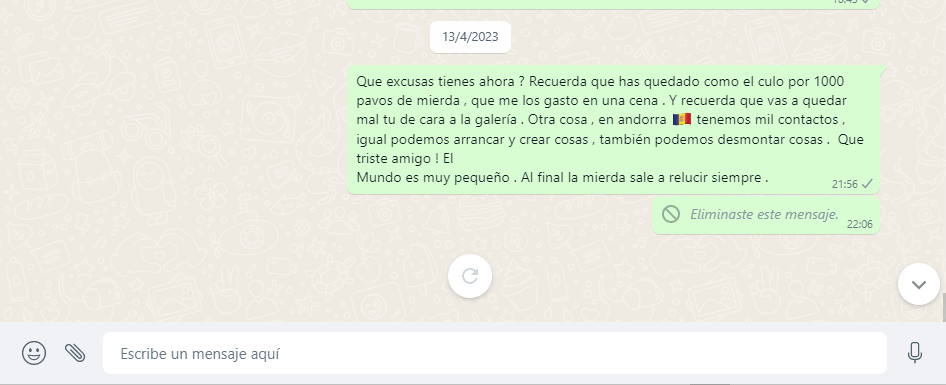 13/4/2023
Que excusas tienes ahora ? Recuerda que has quedado como el culo por 1000
pavos de mierda , que me los gasto en una cena . Y recuerda que vas a quedar
mal tu de cara a la galería . Otra cosa , en andorra 🇦🇩 tenemos mil contactos ,
igual podemos arrancar y crear cosas , también podemos desmontar cosas . Que
triste amigo ! El
Mundo es muy pequeño . Al final la mierda sale a relucir siempre .
21:56
Eliminaste este mensaje.
22:06
Escribe un mensaje aquí